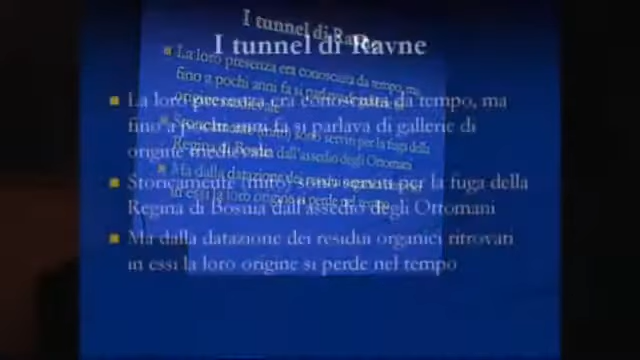 I tunnel di Ravne
La loro presenza era conosciuta da tempo, ma
fino a pochi anni fa si parlava di gallerie di
origine medievale
Storicamente (mito) sono serviti per la fuga della
Regina di Bosnia dall'assedio degli Ottomani
Ma dalla datazione dei residui organici ritrovati
in essi la loro origine si perde nel tempo